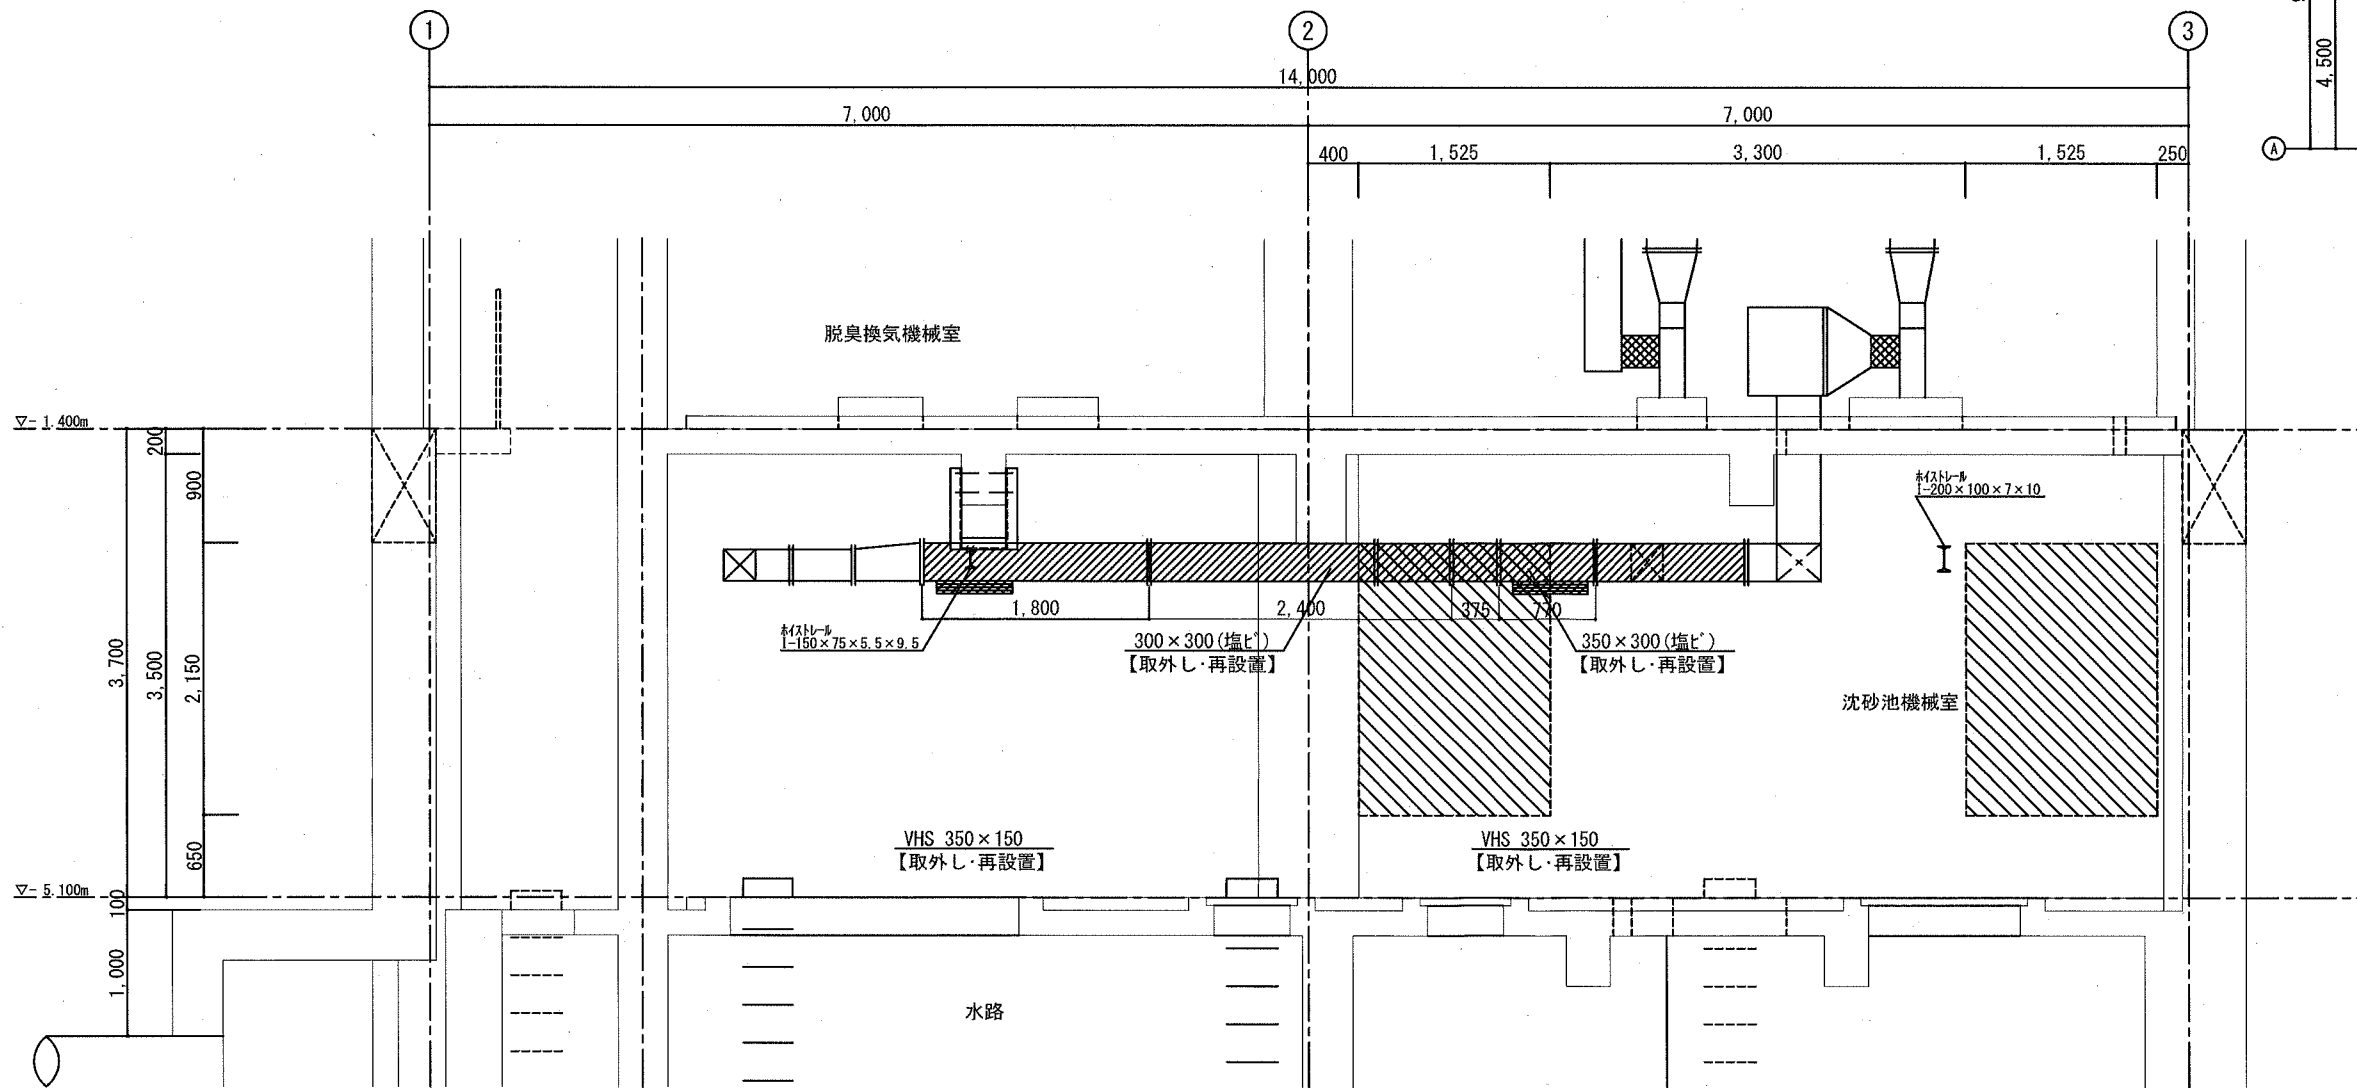 1
2
3
14,000
7,000
7,000
400
1,525
3,300
1,525
250
4,500
A
脱臭換気機械室
▽- 1.400m
200
900
ホイストレール
I-200×100×7×10
1,800
2,400
375
770
ホイストレール
I-150×75×5.5×9.5
300×300(塩ビ)
【取外し・再設置】
350×300(塩ビ)
【取外し・再設置】
3,700
3,500
2,150
沈砂池機械室
650
VHS 350×150
【取外し・再設置】
VHS 350×150
【取外し・再設置】
▽- 5.100m
100
1,000
水路